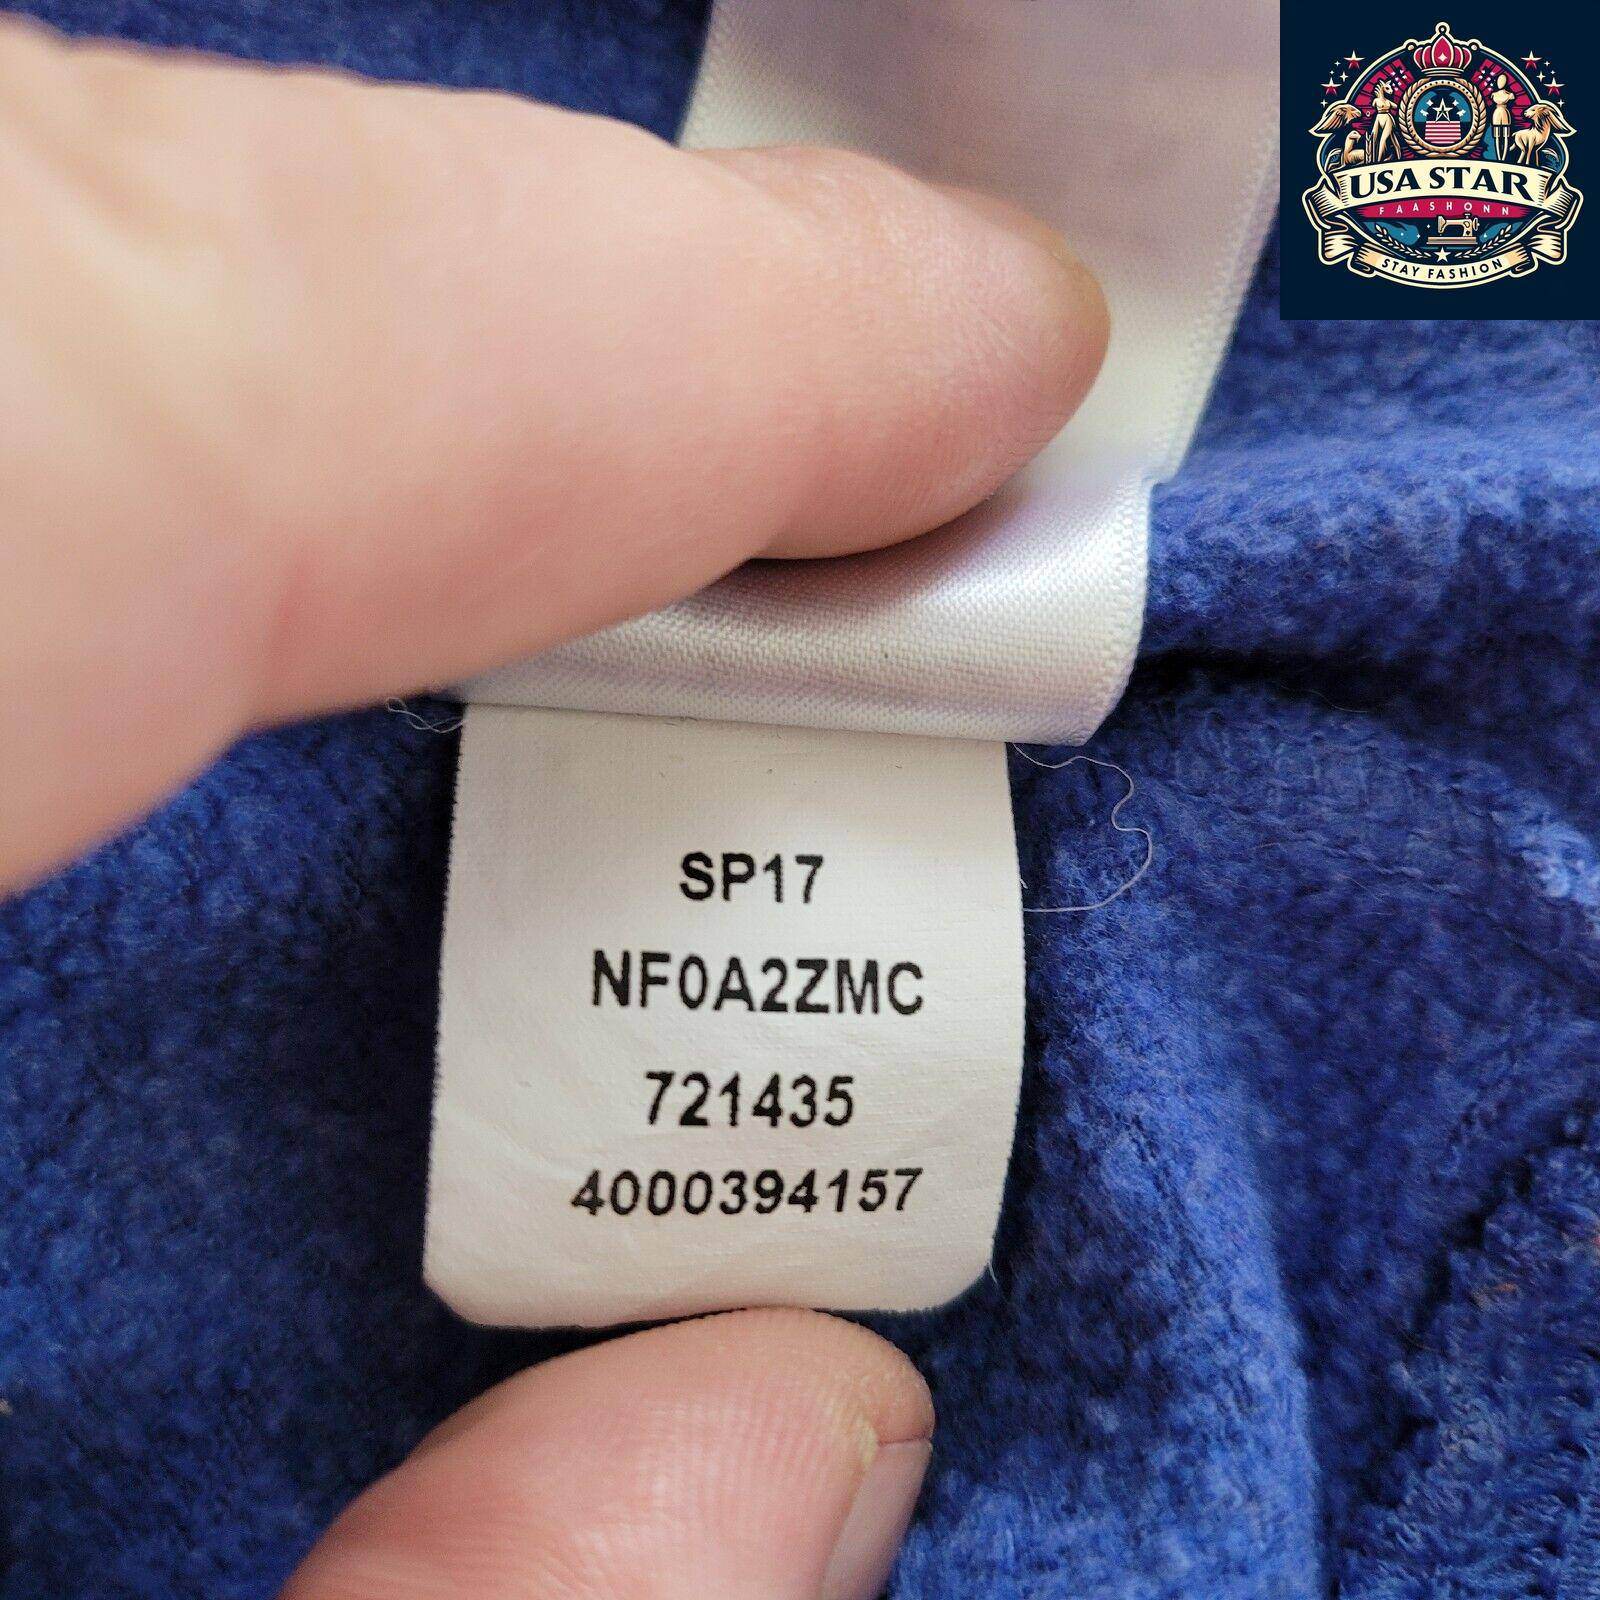 USA STAR
FAASHONN
STAY FASHION
SP17
NF0A2ZMC
721435
4000394157